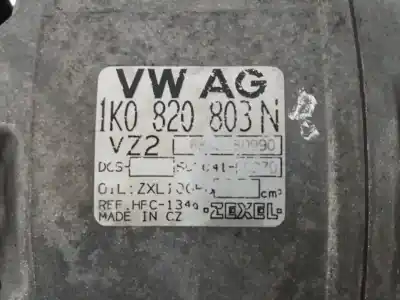 VW AG
1K0 820 803 N
VZ2
DCS-
OIL: ZXL100 cm³
REF. HFC-134a ZEXEL
MADE IN CZ